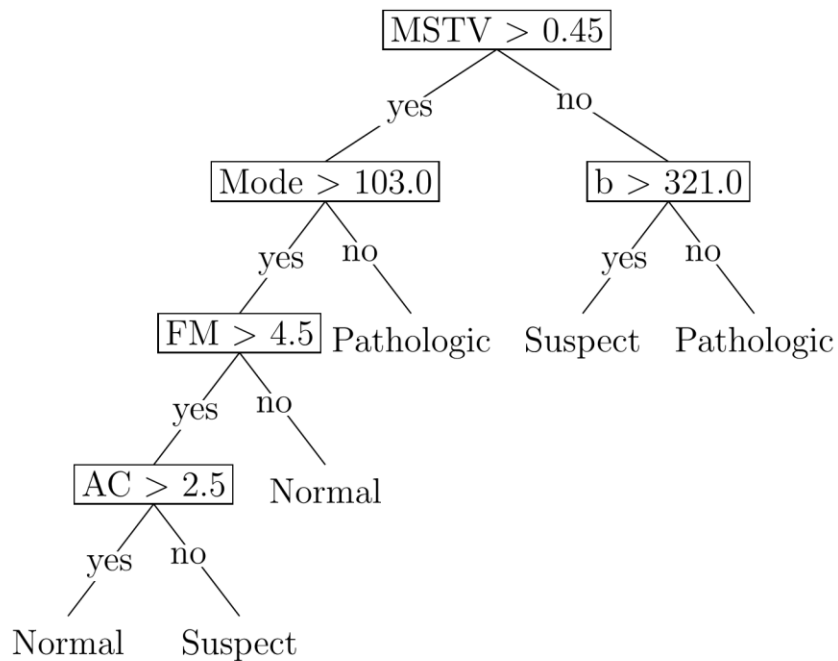 MSTV > 0.45
yes no
Mode > 103.0 b > 321.0
yes no yes no
FM > 4.5 Pathologic Suspect Pathologic
yes no
AC > 2.5 Normal
yes no
Normal Suspect